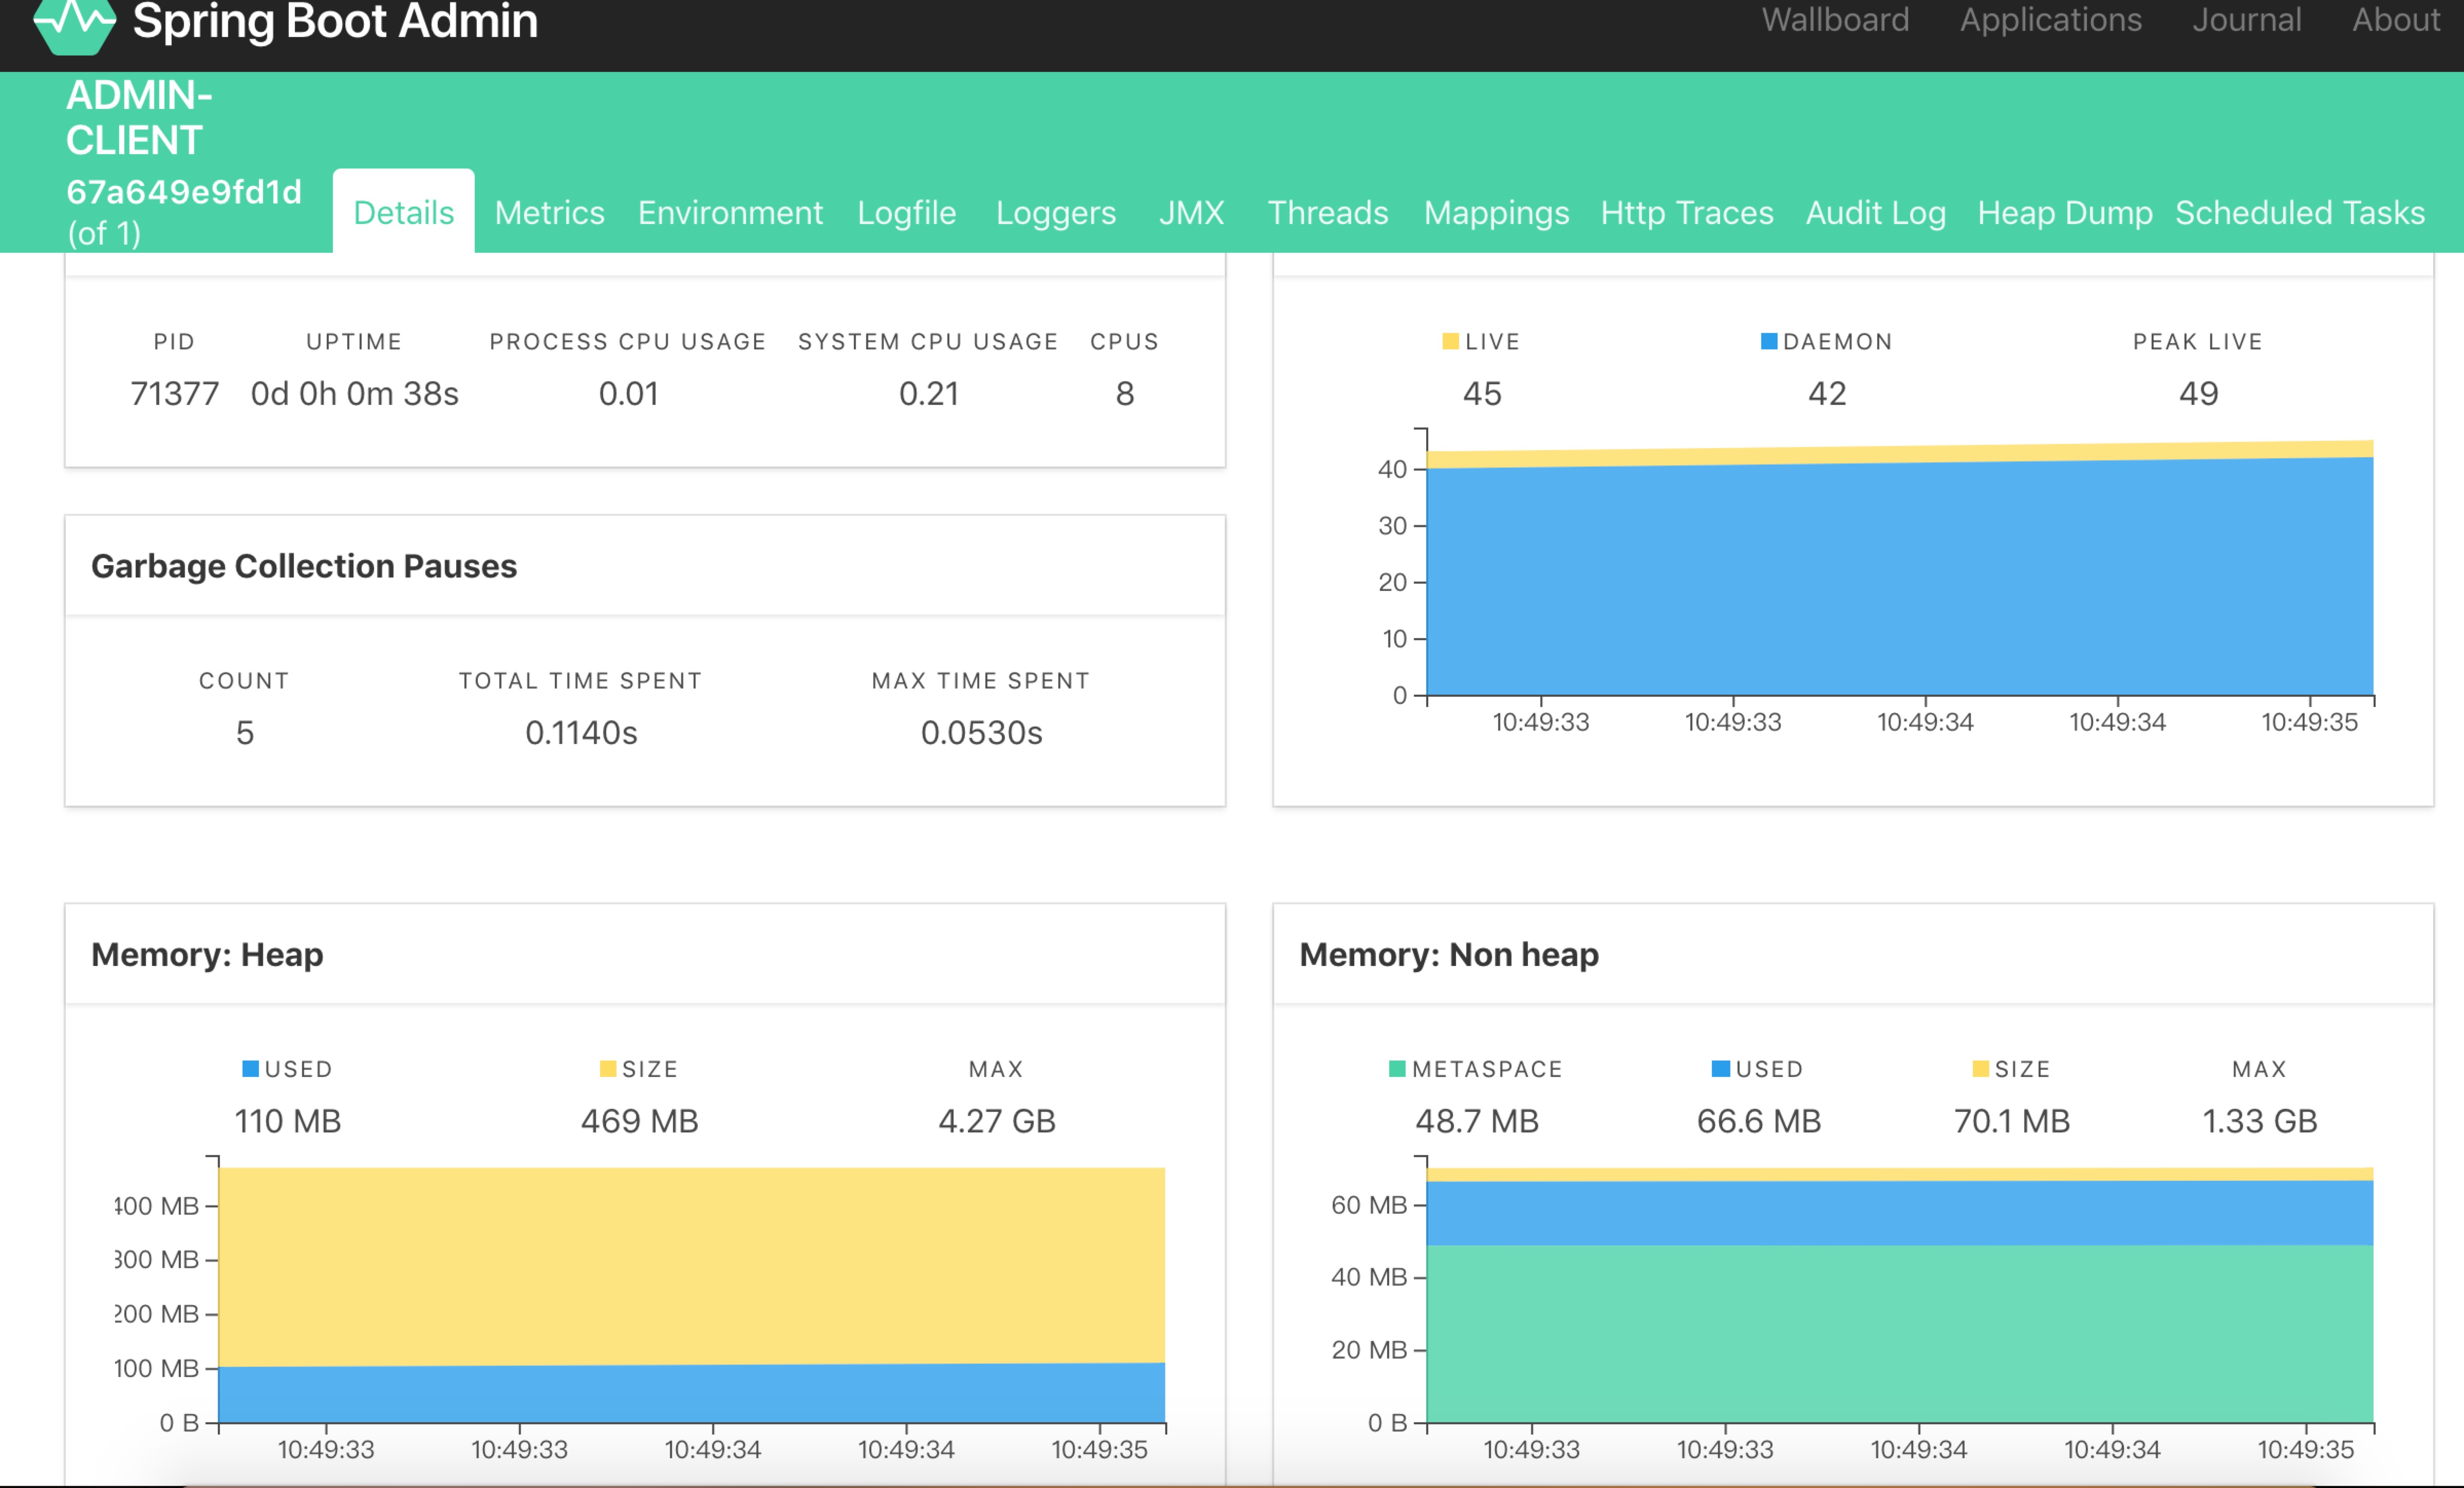 Spring Boot Admin
Wallboard Applications Journal About
ADMIN-
CLIENT
67a649e9fd1d
(of 1)
Details Metrics Environment Logfile Loggers JMX Threads Mappings Http Traces Audit Log Heap Dump Scheduled Tasks
PID UPTIME PROCESS CPU USAGE SYSTEM CPU USAGE CPUS
71377 0d 0h 0m 38s 0.01 0.21 8
LIVE DAEMON PEAK LIVE
45 42 49
40
30
20
10
0
10:49:33 10:49:33 10:49:34 10:49:34 10:49:35
Garbage Collection Pauses
COUNT TOTAL TIME SPENT MAX TIME SPENT
5 0.1140s 0.0530s
Memory: Heap
USED SIZE MAX
110 MB 469 MB 4.27 GB
400 MB
300 MB
200 MB
100 MB
0 B
10:49:33 10:49:33 10:49:34 10:49:34 10:49:35
Memory: Non heap
METASPACE USED SIZE MAX
48.7 MB 66.6 MB 70.1 MB 1.33 GB
60 MB
40 MB
20 MB
0 B
10:49:33 10:49:33 10:49:34 10:49:34 10:49:35